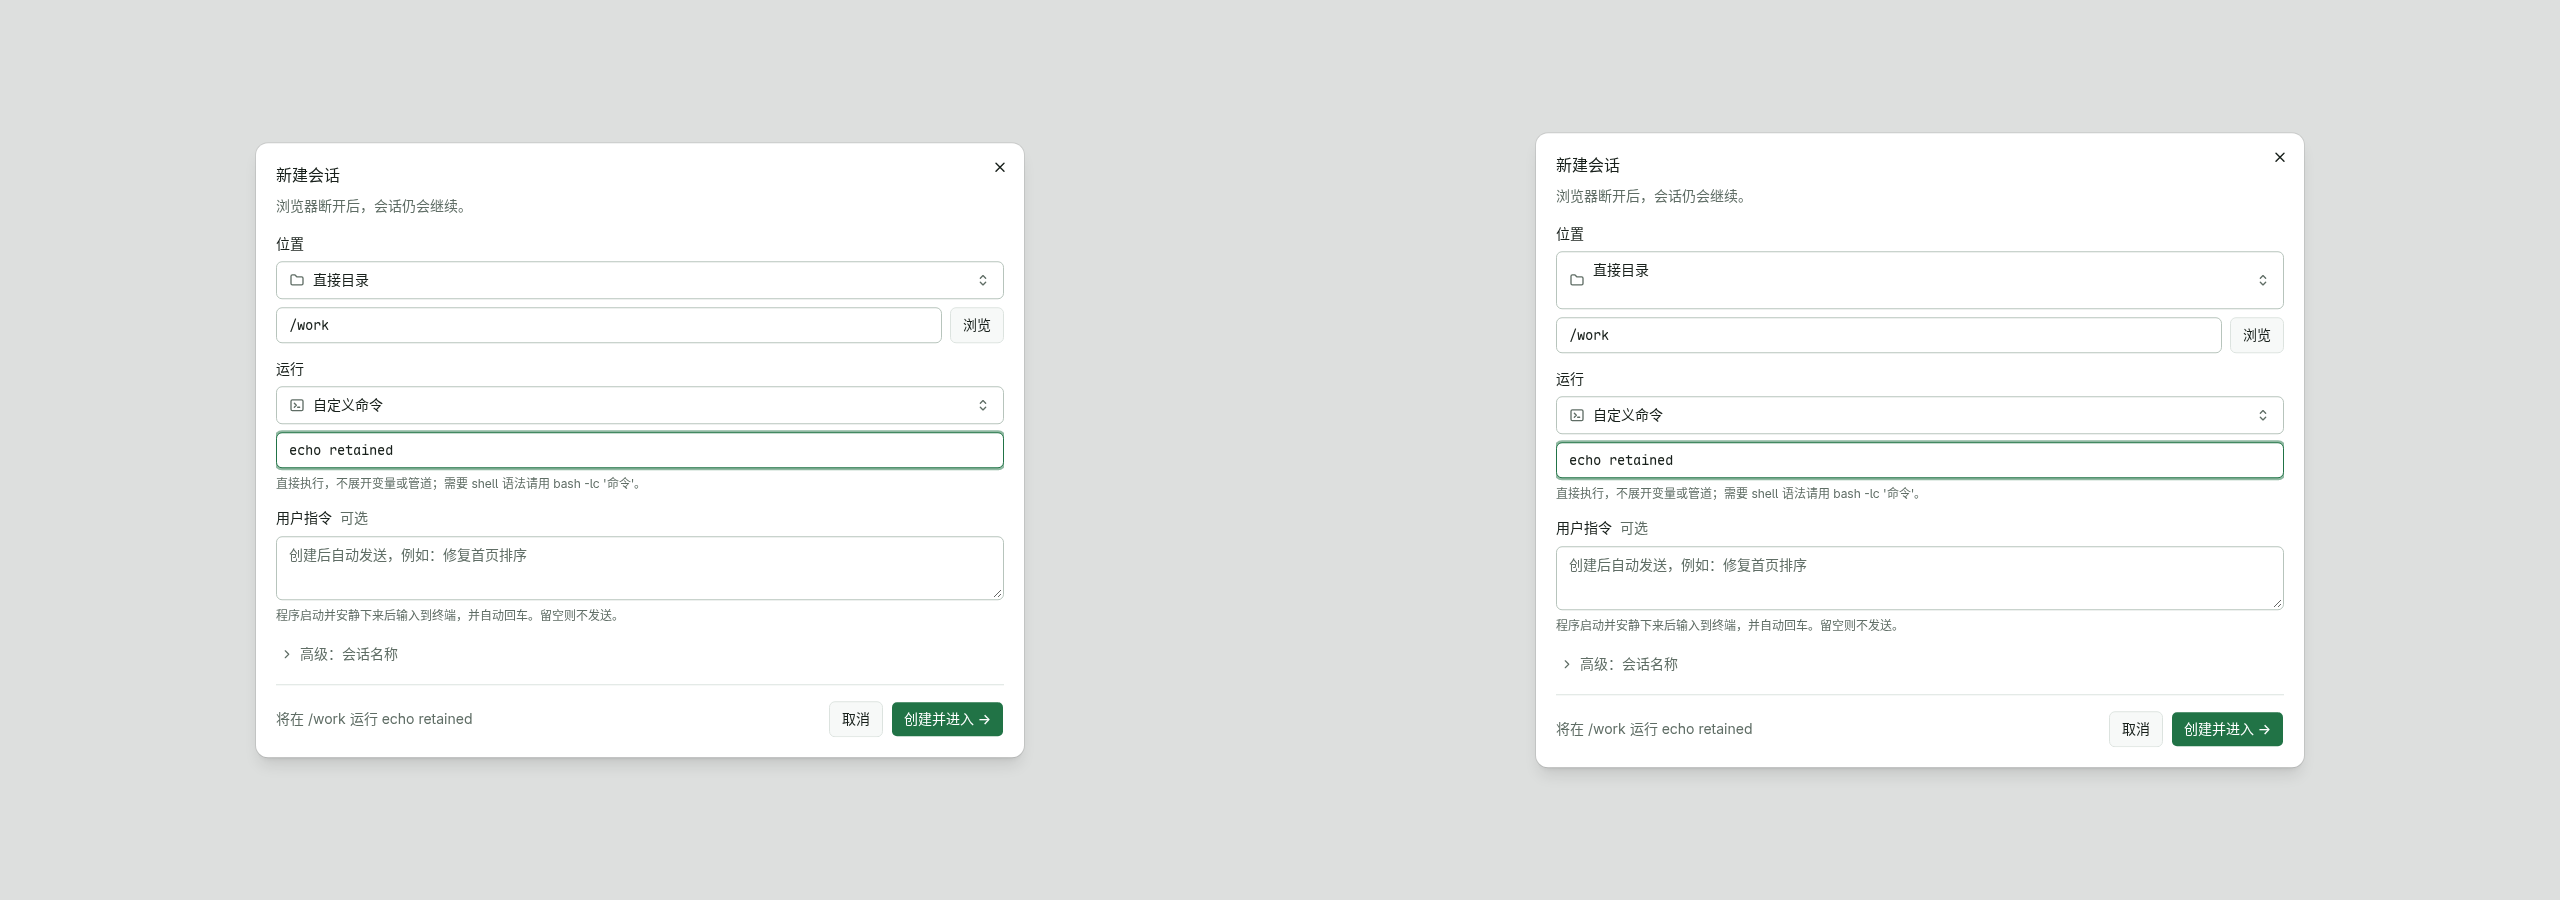 新建会话
浏览器断开后，会话仍会继续。
位置
直接目录
/work
浏览
运行
自定义命令
echo retained
直接执行，不展开变量或管道；需要 shell 语法请用 bash -lc '命令'。
用户指令 可选
创建后自动发送，例如：修复首页排序
程序启动并安静下来后输入到终端，并自动回车。留空则不发送。
高级：会话名称
将在 /work 运行 echo retained
取消
创建并进入 →
新建会话
浏览器断开后，会话仍会继续。
位置
直接目录
/work
浏览
运行
自定义命令
echo retained
直接执行，不展开变量或管道；需要 shell 语法请用 bash -lc '命令'。
用户指令 可选
创建后自动发送，例如：修复首页排序
程序启动并安静下来后输入到终端，并自动回车。留空则不发送。
高级：会话名称
将在 /work 运行 echo retained
取消
创建并进入 →